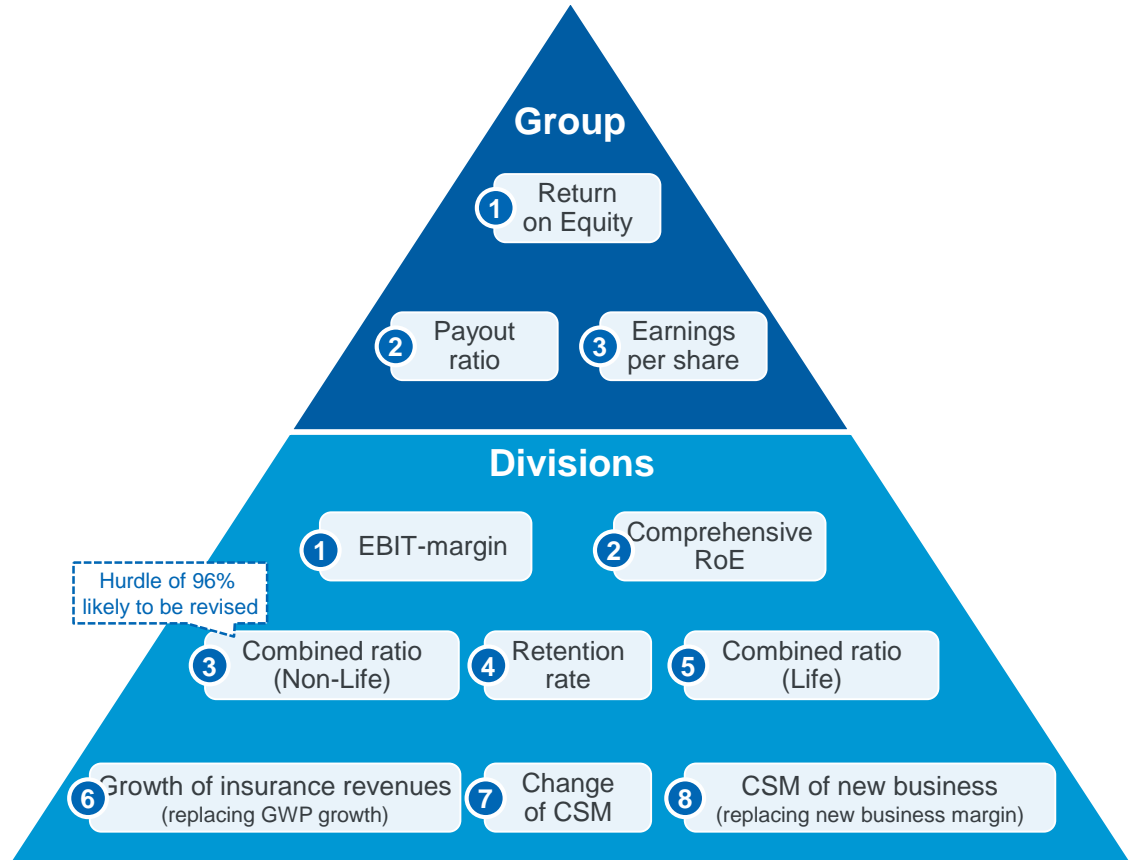 Group
1 Return
on Equity
2 Payout
ratio
3 Earnings
per share
Divisions
1 EBIT-margin
2 Comprehensive
RoE
Hurdle of 96%
likely to be revised
3 Combined ratio
(Non-Life)
4 Retention
rate
5 Combined ratio
(Life)
6 Growth of insurance revenues
(replacing GWP growth)
7 Change
of CSM
8 CSM of new business
(replacing new business margin)